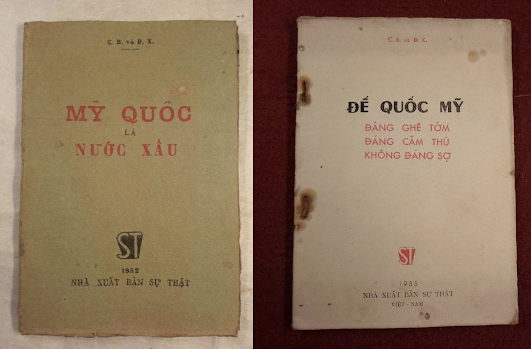 C. B. và Đ. X.
MỸ QUỐC
LÀ
NƯỚC XẤU
ST
1952
NHÀ XUẤT BẢN SỰ THẬT
C. B. và Đ. X.
ĐẾ QUỐC MỸ
ĐÁNG GHÊ TỞM
ĐÁNG CĂM THÙ
KHÔNG ĐÁNG SỢ
ST
1955
NHÀ XUẤT BẢN SỰ THẬT
VIỆT-NAM